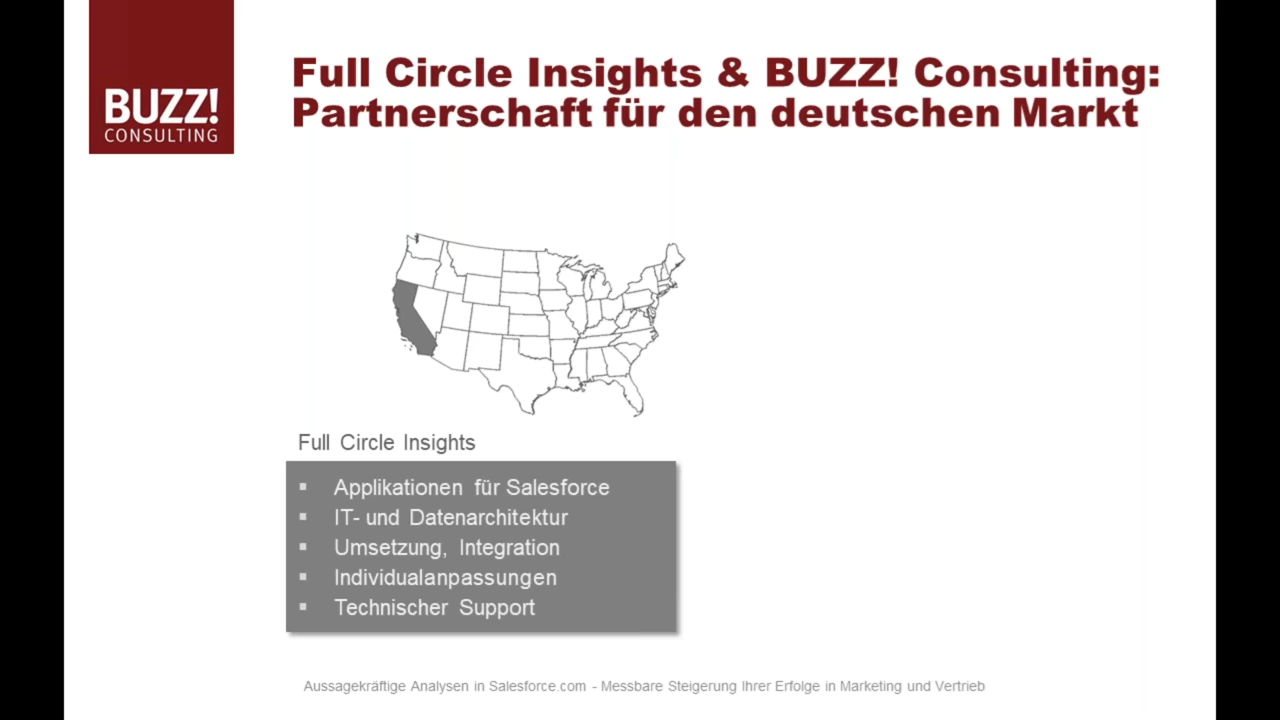 BUZZ!
CONSULTING
Full Circle Insights & BUZZ! Consulting:
Partnerschaft für den deutschen Markt
Full Circle Insights
▪ Applikationen für Salesforce
▪ IT- und Datenarchitektur
▪ Umsetzung, Integration
▪ Individualanpassungen
▪ Technischer Support
Aussagekräftige Analysen in Salesforce.com - Messbare Steigerung Ihrer Erfolge in Marketing und Vertrieb